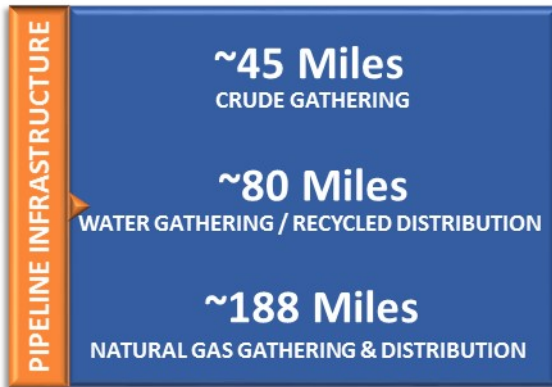 PIPELINE INFRASTRUCTURE
~45 Miles
CRUDE GATHERING
~80 Miles
WATER GATHERING / RECYCLED DISTRIBUTION
~188 Miles
NATURAL GAS GATHERING & DISTRIBUTION